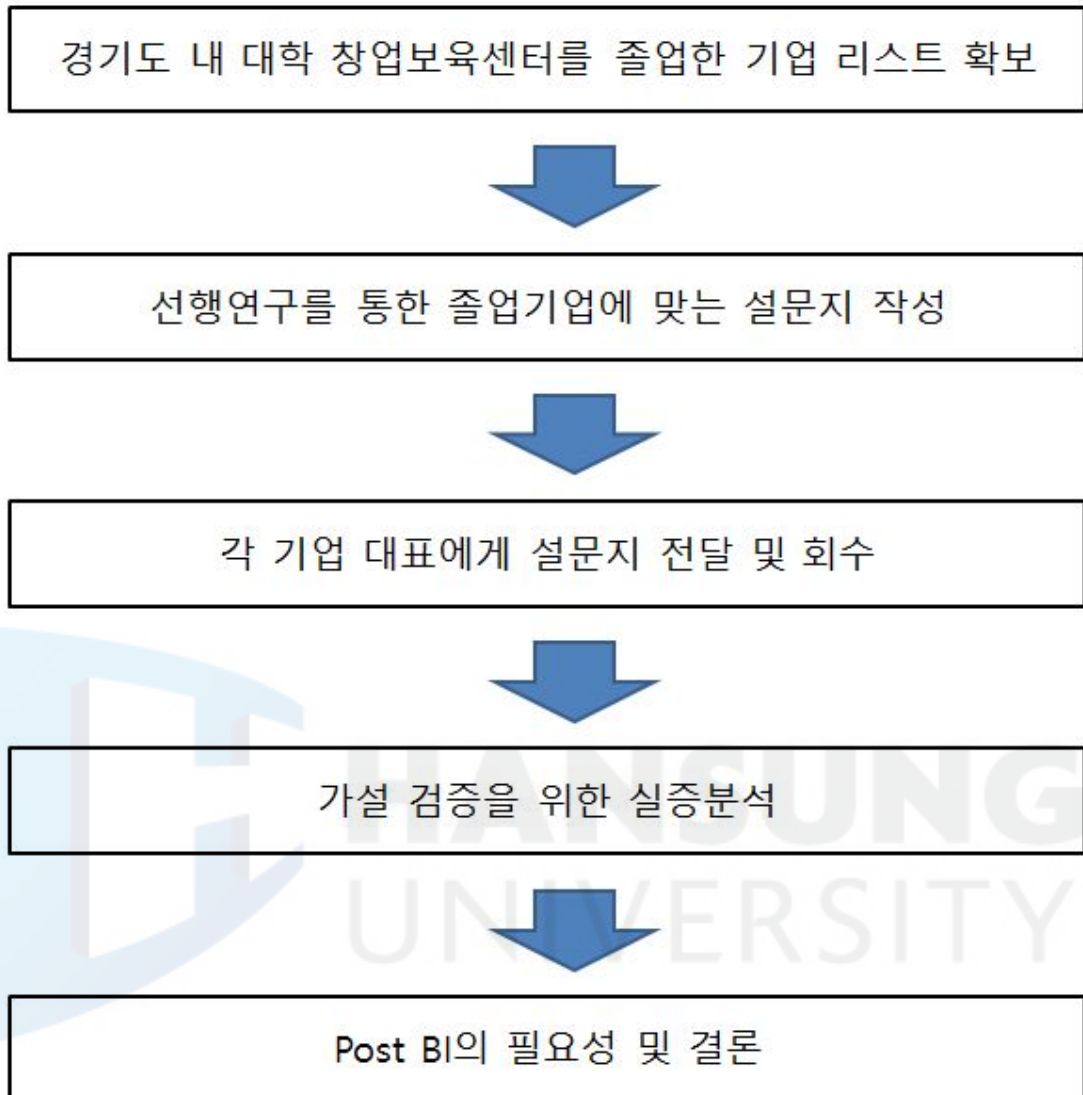 경기도 내 대학 창업보육센터를 졸업한 기업 리스트 확보
선행연구를 통한 졸업기업에 맞는 설문지 작성
각 기업 대표에게 설문지 전달 및 회수
가설 검증을 위한 실증분석
HANSUNG
UNIVERSITY
Post BI의 필요성 및 결론